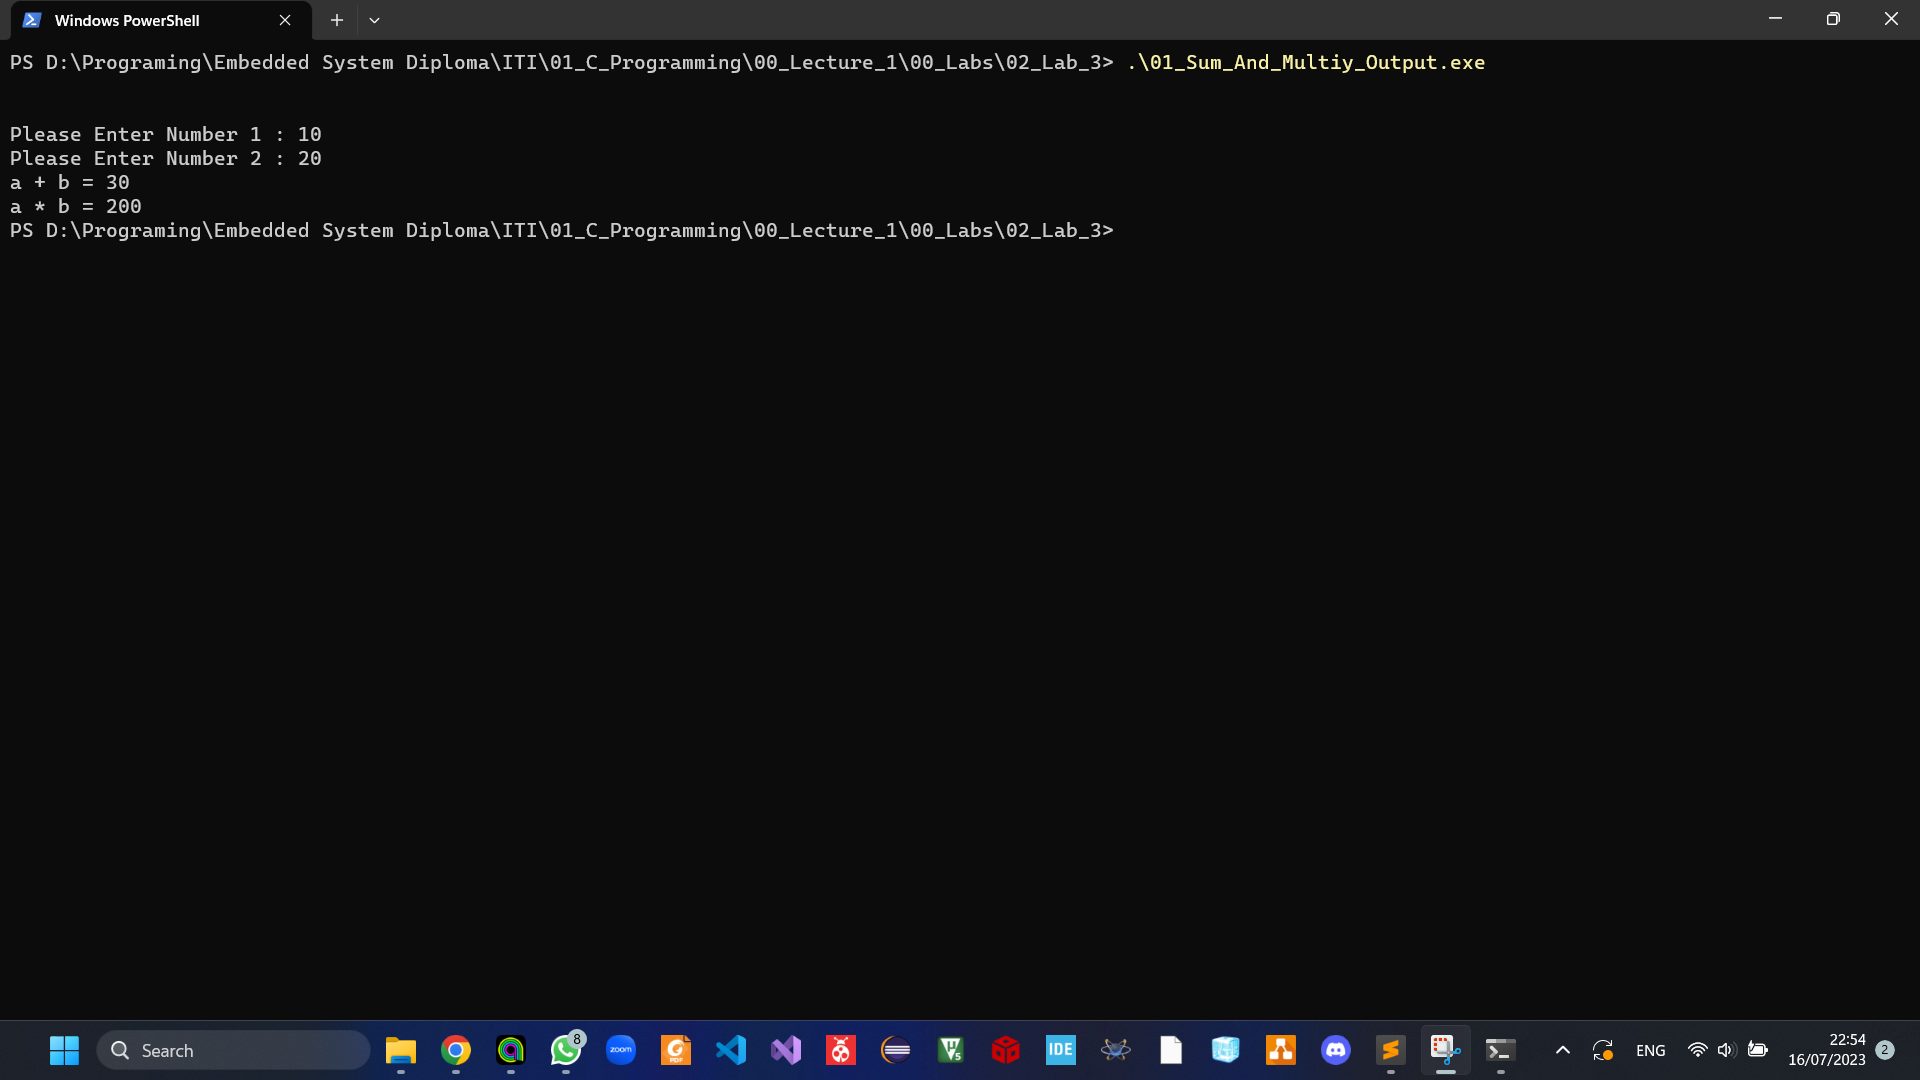 Windows PowerShell
PS D:\Programing\Embedded System Diploma\ITI\01_C_Programming\00_Lecture_1\00_Labs\02_Lab_3> .\01_Sum_And_Multiy_Output.exe
Please Enter Number 1 : 10
Please Enter Number 2 : 20
a + b = 30
a * b = 200
PS D:\Programing\Embedded System Diploma\ITI\01_C_Programming\00_Lecture_1\00_Labs\02_Lab_3>
Search
8
zoom
PDF
V5
IDE
ENG
22:54
16/07/2023
2